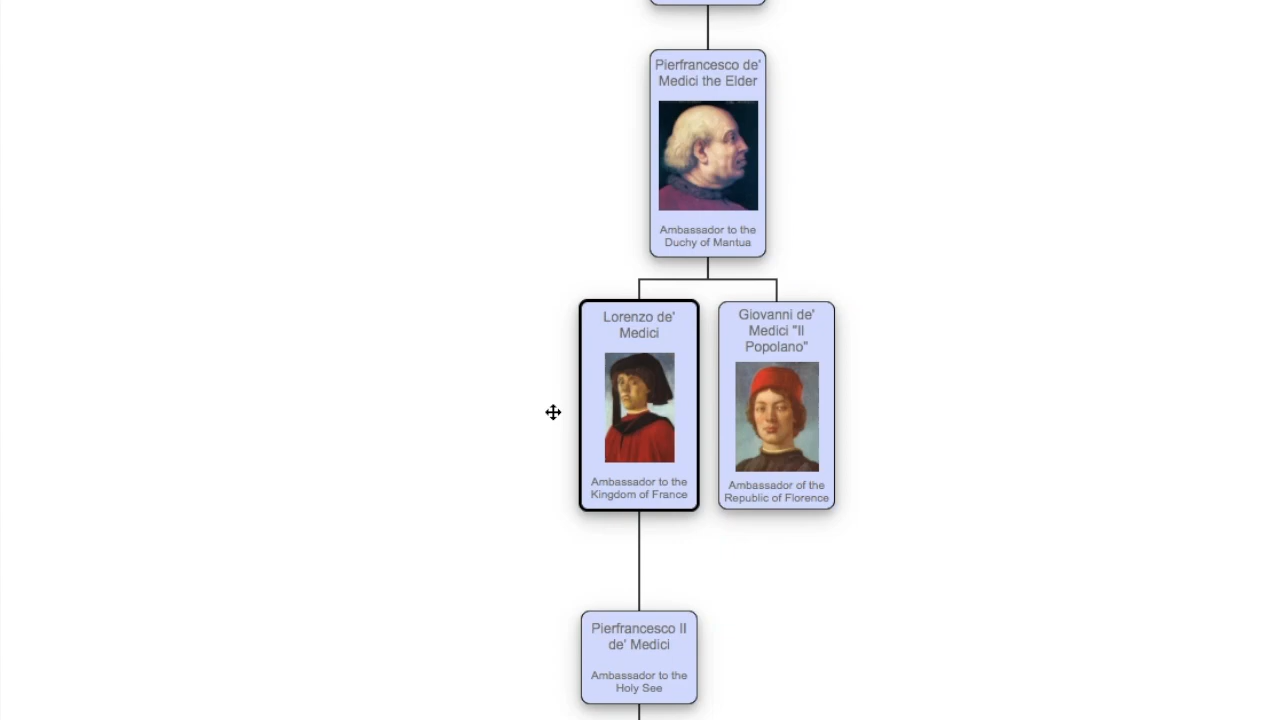 Pierfrancesco de'
Medici the Elder
Ambassador to the
Duchy of Mantua
Lorenzo de'
Medici
Ambassador to the
Kingdom of France
Giovanni de'
Medici "Il
Popolano"
Ambassador of the
Republic of Florence
Pierfrancesco II
de' Medici
Ambassador to the
Holy See